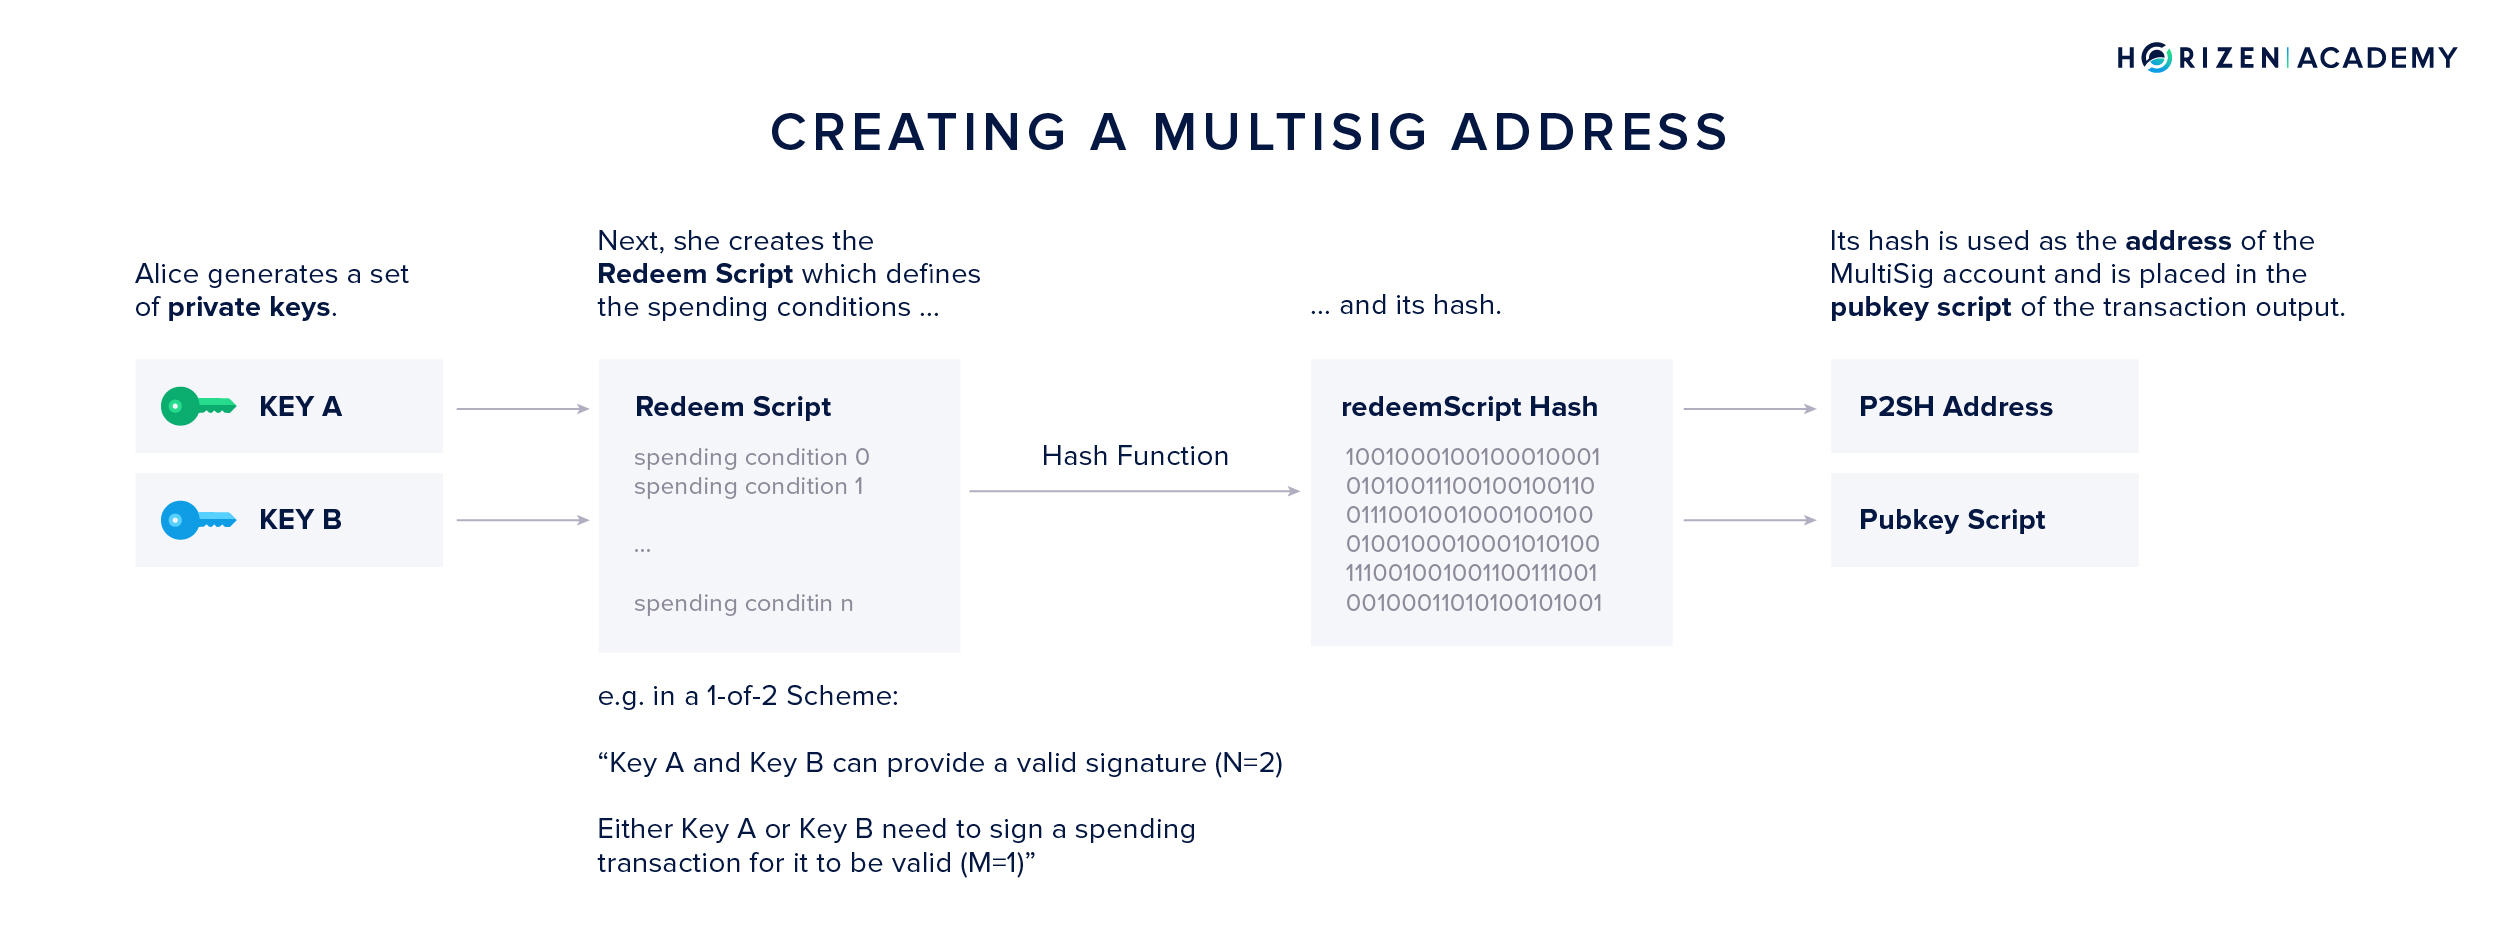 HORIZEN | ACADEMY
CREATING A MULTISIG ADDRESS
Alice generates a set
of private keys.
KEY A
KEY B
Next, she creates the
Redeem Script which defines
the spending conditions ...
Redeem Script
spending condition 0
spending condition 1
...
spending conditin n
e.g. in a 1-of-2 Scheme:
“Key A and Key B can provide a valid signature (N=2)
Either Key A or Key B need to sign a spending
transaction for it to be valid (M=1)”
Hash Function
... and its hash.
redeemScript Hash
1001000100100010001
0101001110010010​0110
0111001001000100100
0100100010001010100
1110010010011001​11001
00100011010100101001
Its hash is used as the address of the
MultiSig account and is placed in the
pubkey script of the transaction output.
P2SH Address
Pubkey Script